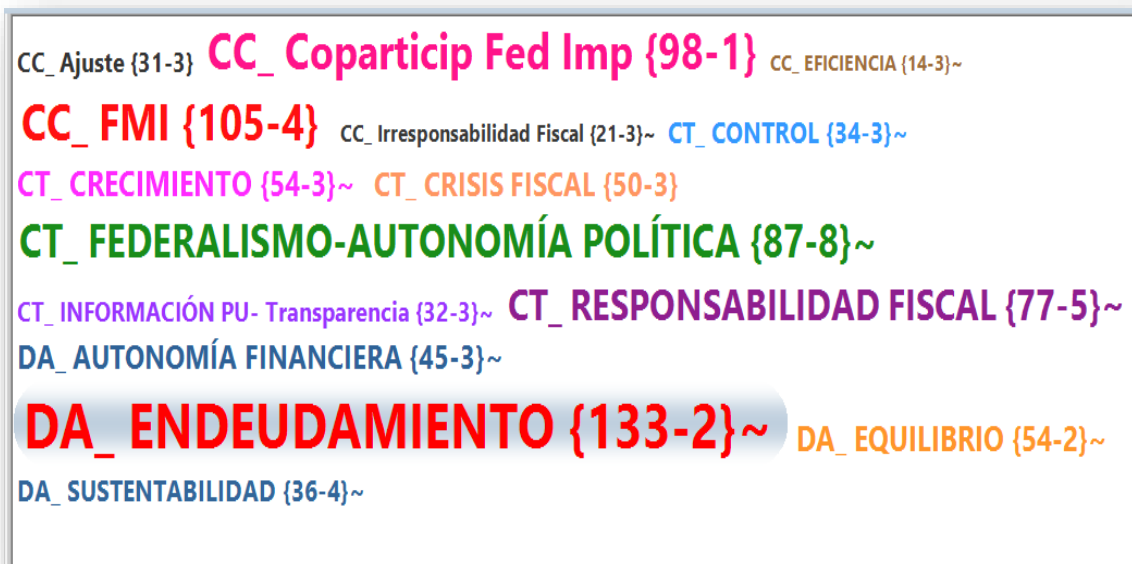 CC_ Ajuste {31-3} CC_ Coparticip Fed Imp {98-1} CC_ EFICIENCIA {14-3}~
CC_ FMI {105-4} CC_ Irresponsabilidad Fiscal {21-3}~ CT_ CONTROL {34-3}~
CT_ CRECIMIENTO {54-3}~ CT_ CRISIS FISCAL {50-3}
CT_ FEDERALISMO-AUTONOMÍA POLÍTICA {87-8}~
CT_ INFORMACIÓN PU- Transparencia {32-3}~ CT_ RESPONSABILIDAD FISCAL {77-5}~
DA_ AUTONOMÍA FINANCIERA {45-3}~
DA_ ENDEUDAMIENTO {133-2}~ DA_ EQUILIBRIO {54-2}~
DA_ SUSTENTABILIDAD {36-4}~